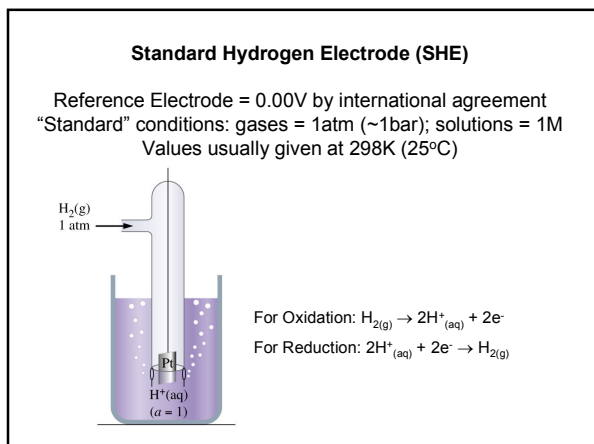 Standard Hydrogen Electrode (SHE)
Reference Electrode = 0.00V by international agreement
“Standard” conditions: gases = 1atm (~1bar); solutions = 1M
Values usually given at 298K (25°C)
H₂(g)
1 atm
For Oxidation: H₂₍g₎ → 2H⁺₍aq₎ + 2e⁻
For Reduction: 2H⁺₍aq₎ + 2e⁻ → H₂₍g₎
Pt
H⁺(aq)
(a = 1)